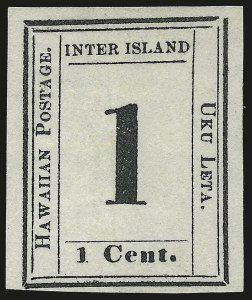 INTER ISLAND
HAWAIIAN POSTAGE.
1
UKU LETA.
1 Cent.